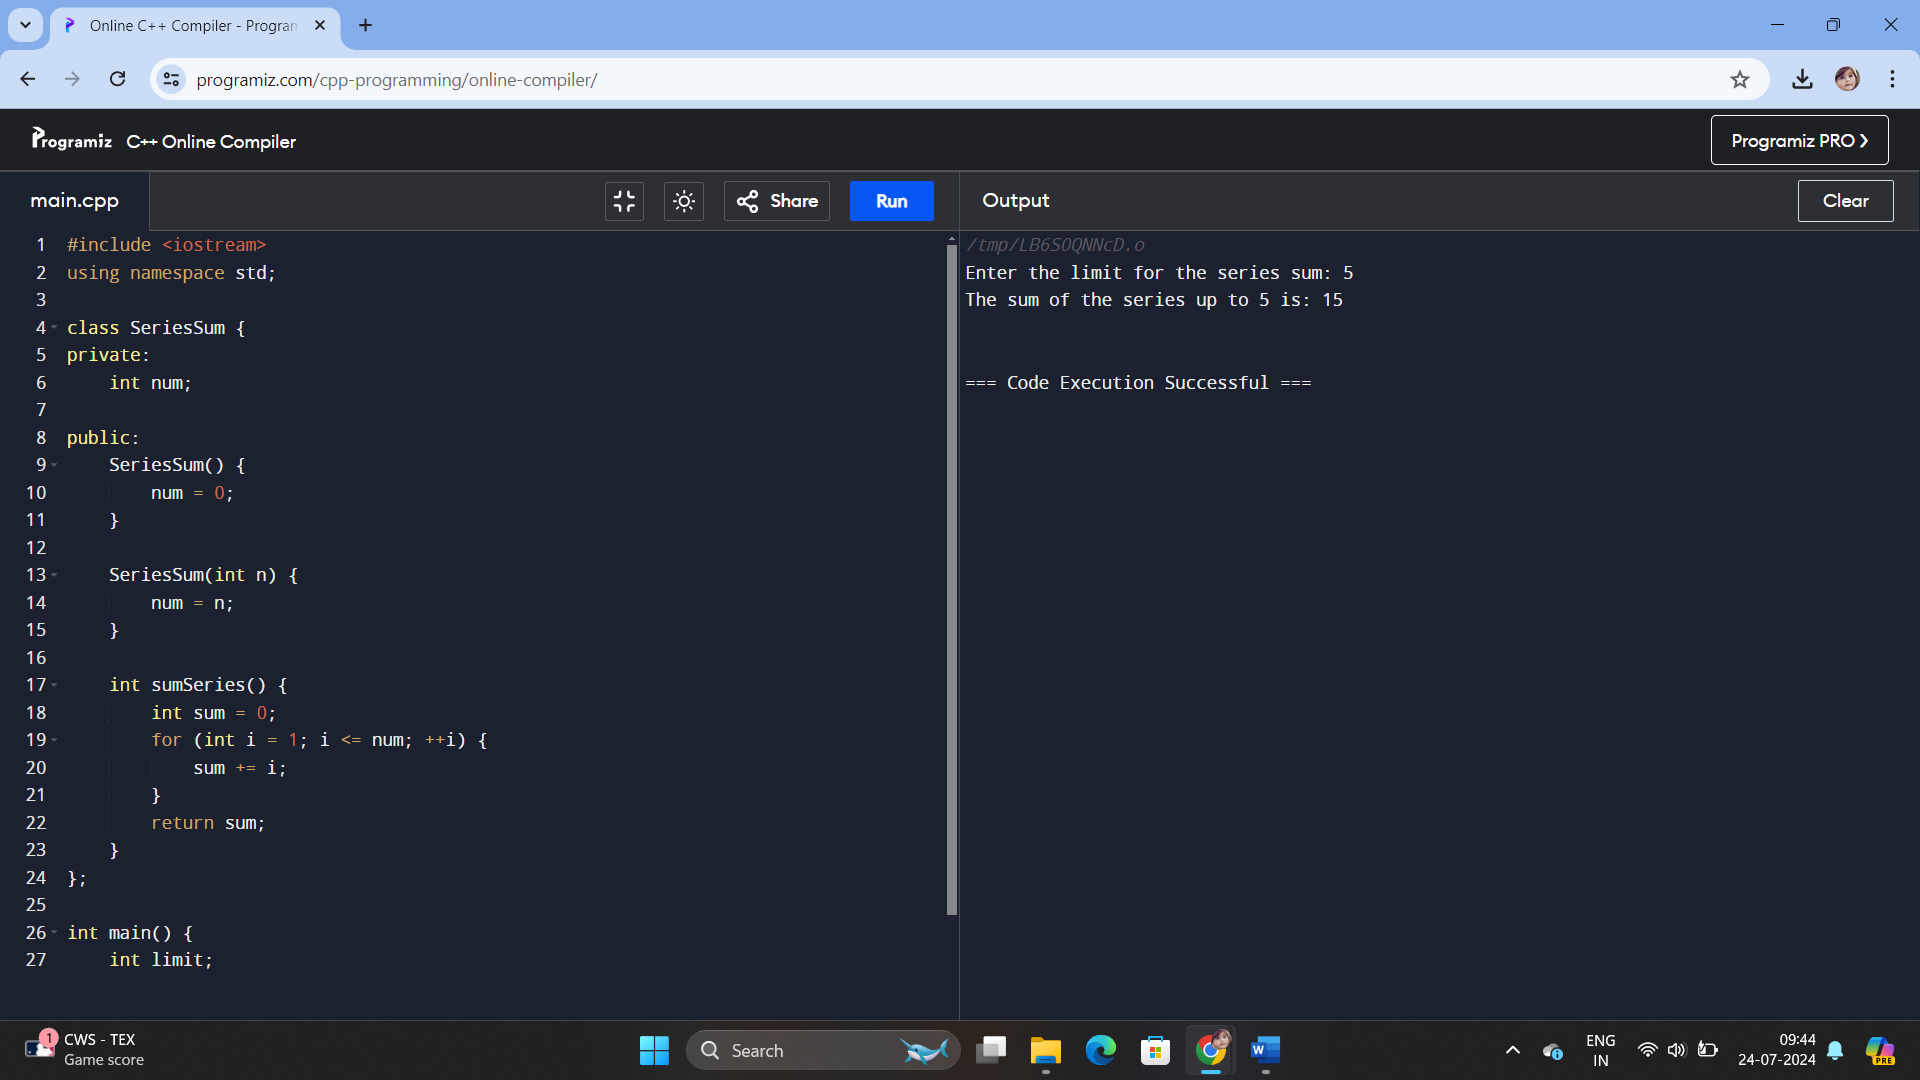 Online C++ Compiler - Program
programiz.com/cpp-programming/online-compiler/
Programiz C++ Online Compiler
Programiz PRO ❯
main.cpp
Share
Run
Output
Clear
1 #include <iostream>
2 using namespace std;
3
4 class SeriesSum {
5 private:
6     int num;
7
8 public:
9     SeriesSum() {
10         num = 0;
11     }
12
13     SeriesSum(int n) {
14         num = n;
15     }
16
17     int sumSeries() {
18         int sum = 0;
19         for (int i = 1; i <= num; ++i) {
20             sum += i;
21         }
22         return sum;
23     }
24 };
25
26 int main() {
27     int limit;
/tmp/LB6SOQNNcD.o
Enter the limit for the series sum: 5
The sum of the series up to 5 is: 15
=== Code Execution Successful ===
1
CWS - TEX
Game score
Search
W
ENG
IN
09:44
24-07-2024
PRE